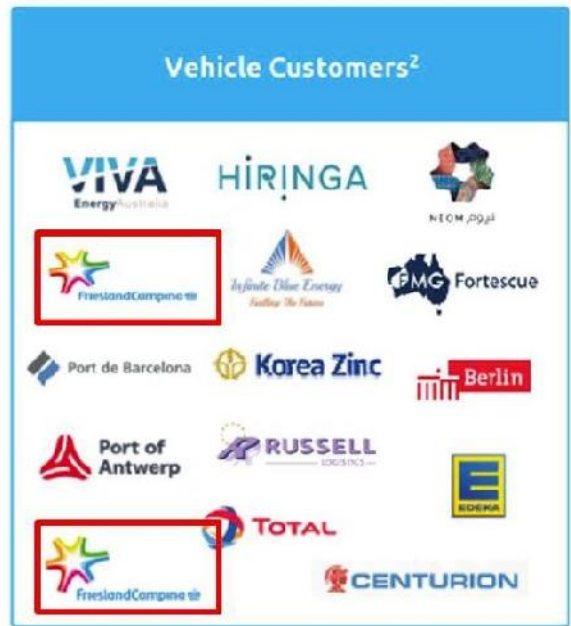 Vehicle Customers²
VIVA
Energy Australia
HiRiNGA
NEOM نيوم
FrieslandCampina
Infinite Blue Energy
Fuelling The Future
FMG Fortescue
Port de Barcelona
Korea Zinc
Berlin
Port of
Antwerp
RUSSELL
LOGISTICS
EDEKA
TOTAL
FrieslandCampina
CENTURION